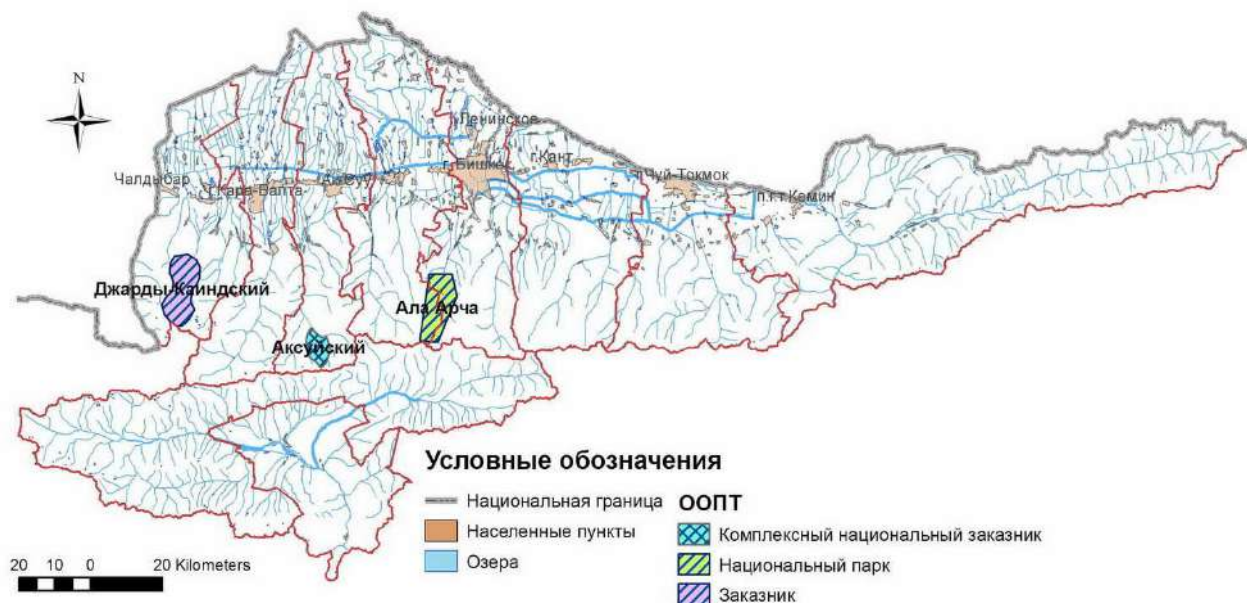 N
Ленинское
г. Бишкек
г.Кант
Чуй-Токмок
Чалдыбар
г.Кара-Балта
п.г.т.Кемин
Джарды-Каиндский
Ала Арча
Аксуйский
Условные обозначения
Национальная граница
Населенные пункты
Озера
ООПТ
Комплексный национальный заказник
Национальный парк
Заказник
20 10 0 20 Kilometers